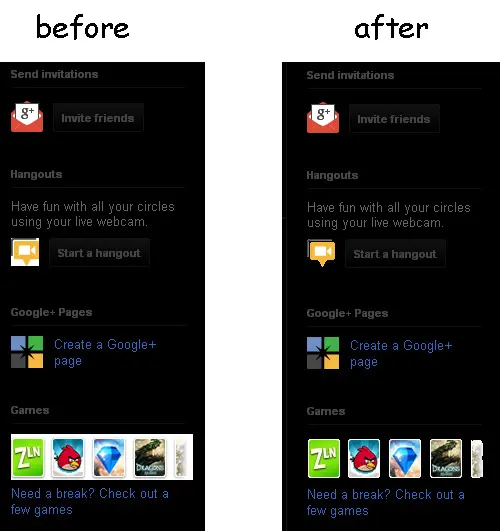 before
after
Send invitations
g+
Invite friends
Hangouts
Have fun with all your circles
using your live webcam.
Start a hangout
Google+ Pages
Create a Google+
page
Games
ZLN
DRAGONS
Need a break? Check out a
few games
Send invitations
g+
Invite friends
Hangouts
Have fun with all your circles
using your live webcam.
Start a hangout
Google+ Pages
Create a Google+
page
Games
ZLN
DRAGONS
Need a break? Check out a
few games